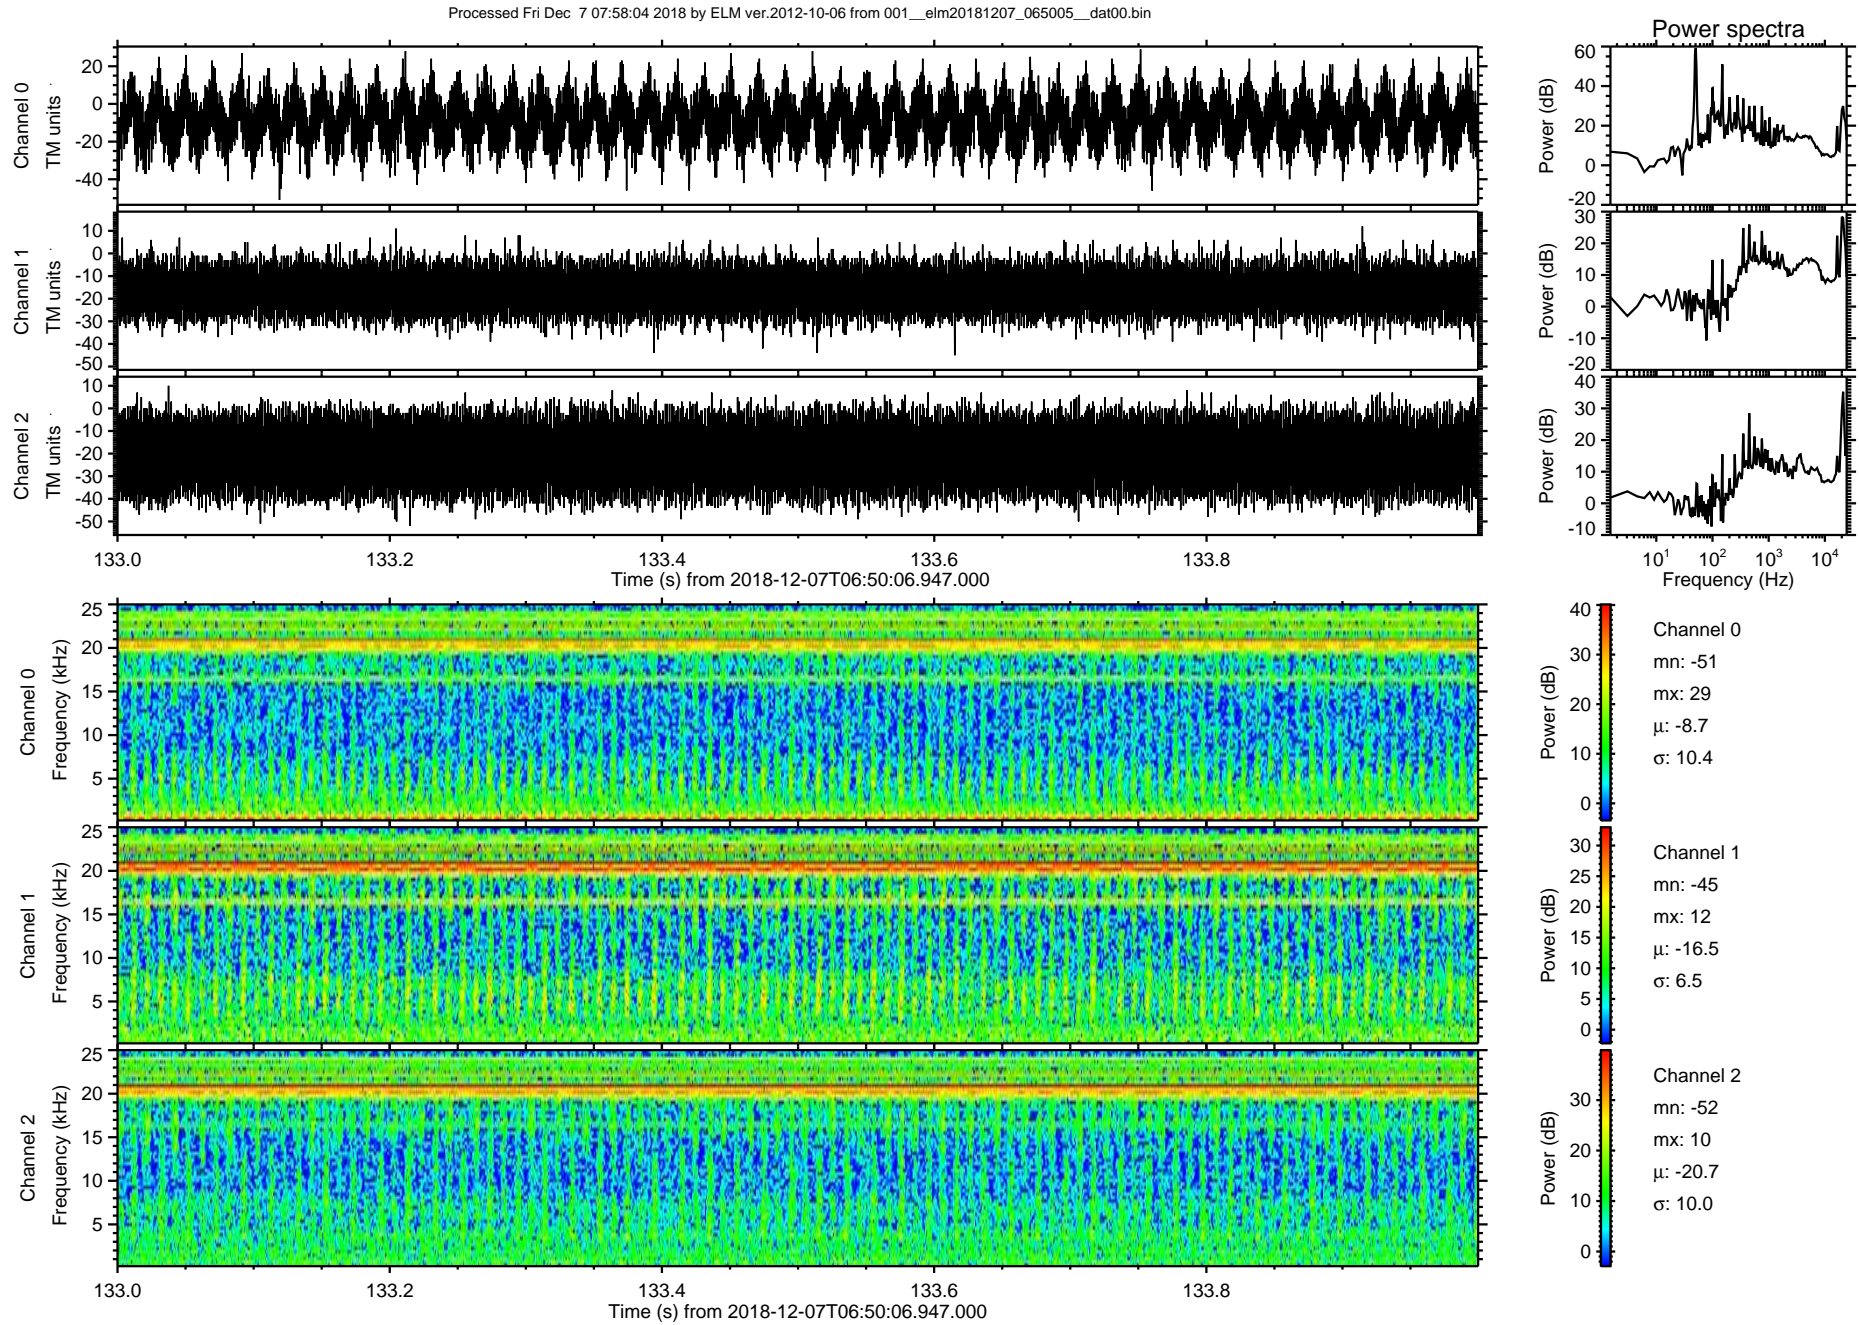 Processed Fri Dec  7 07:58:04 2018 by ELM ver.2012-10-06 from 001__elm20181207_065005__dat00.bin
Power spectra
Channel 0
TM units
20
0
-20
-40
Power (dB)
60
40
20
0
-20
Channel 1
TM units
10
0
-10
-20
-30
-40
-50
Power (dB)
30
20
10
0
-10
-20
Channel 2
TM units
10
0
-10
-20
-30
-40
-50
Power (dB)
40
30
20
10
0
-10
133.0 133.2 133.4 133.6 133.8
Time (s) from 2018-12-07T06:50:06.947.000
10¹ 10² 10³ 10⁴
Frequency (Hz)
Channel 0
Frequency (kHz)
25
20
15
10
5
Power (dB)
40
30
20
10
0
Channel 0
mn: -51
mx: 29
μ: -8.7
σ: 10.4
Channel 1
Frequency (kHz)
25
20
15
10
5
Power (dB)
30
25
20
15
10
5
0
Channel 1
mn: -45
mx: 12
μ: -16.5
σ: 6.5
Channel 2
Frequency (kHz)
25
20
15
10
5
Power (dB)
30
20
10
0
Channel 2
mn: -52
mx: 10
μ: -20.7
σ: 10.0
133.0 133.2 133.4 133.6 133.8
Time (s) from 2018-12-07T06:50:06.947.000